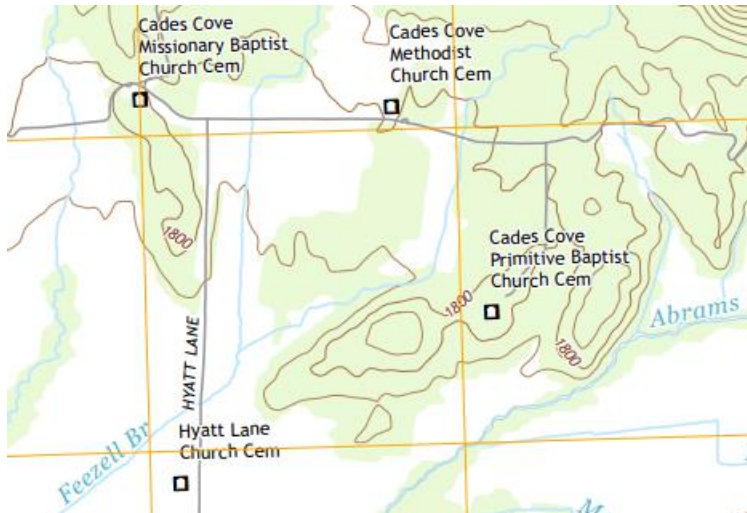 Cades Cove
Missionary Baptist
Church Cem
Cades Cove
Methodist
Church Cem
1800
Cades Cove
Primitive Baptist
Church Cem
1800
Abrams
1800
HYATT LANE
Feezell Br
Hyatt Lane
Church Cem